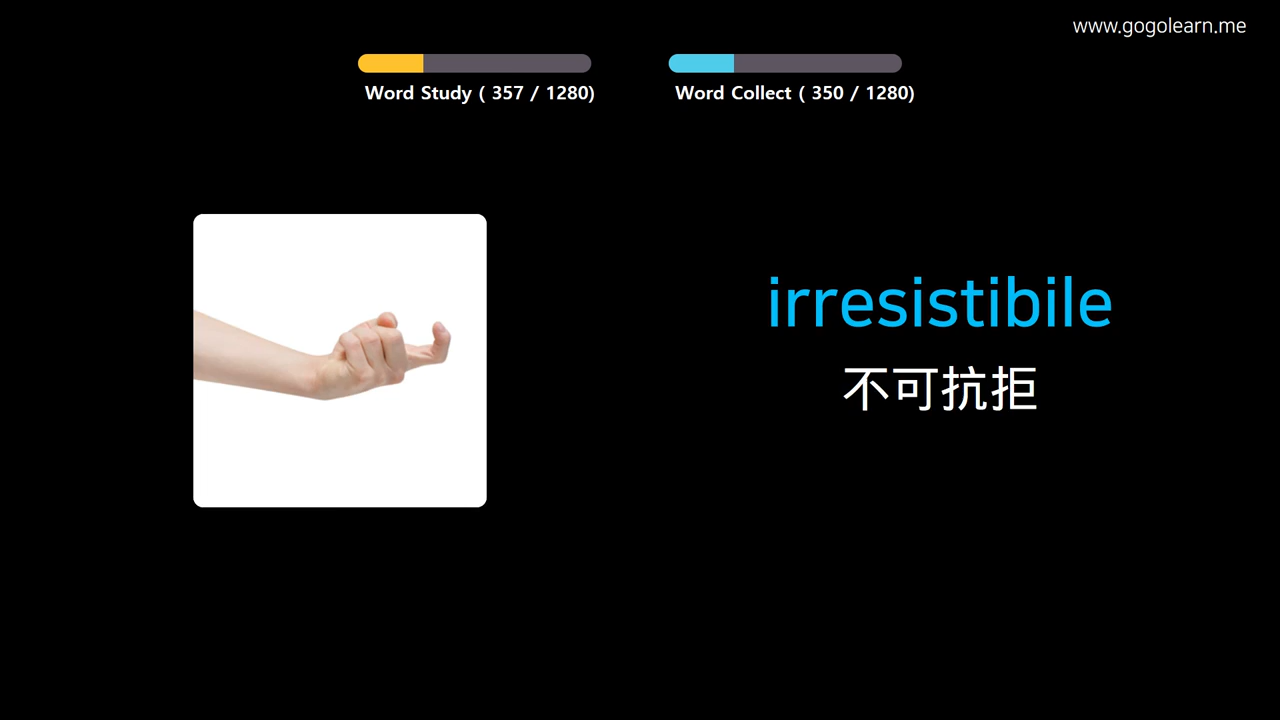 www.gogolearn.me
Word Study ( 357 / 1280)
Word Collect ( 350 / 1280)
irresistibile
不可抗拒